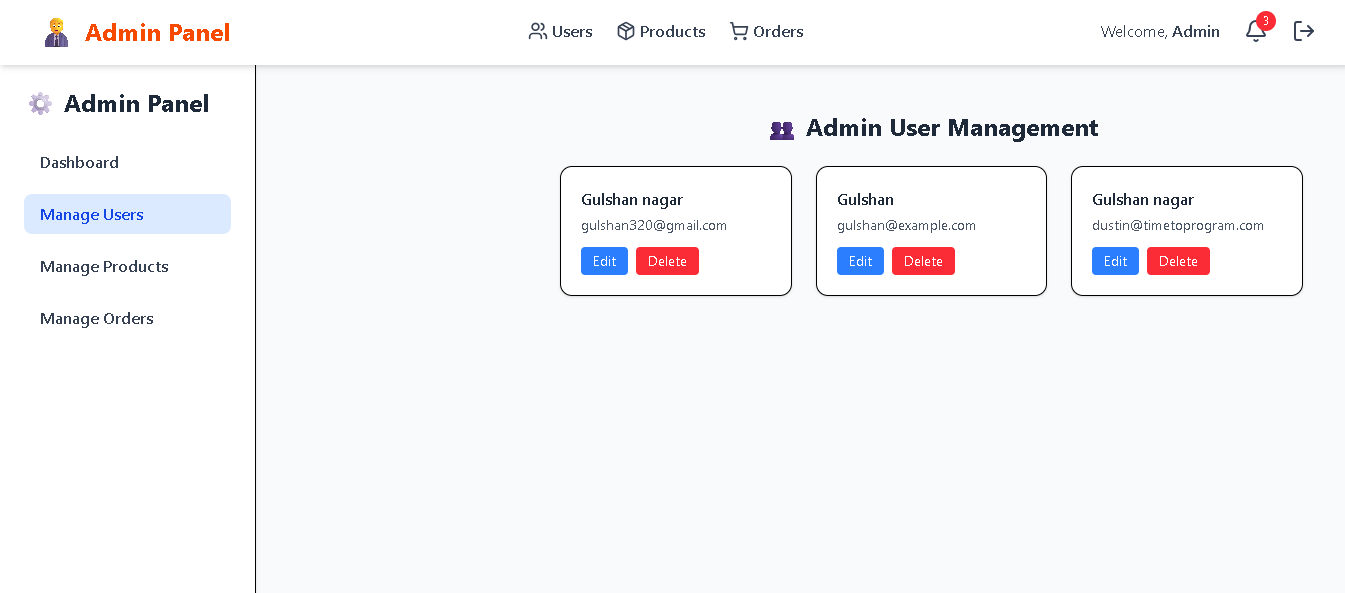 Admin Panel
Users Products Orders
Welcome, Admin
3
Admin Panel
Dashboard
Manage Users
Manage Products
Manage Orders
Admin User Management
Gulshan nagar
gulshan320@gmail.com
Edit Delete
Gulshan
gulshan@example.com
Edit Delete
Gulshan nagar
dustin@timetoprogram.com
Edit Delete